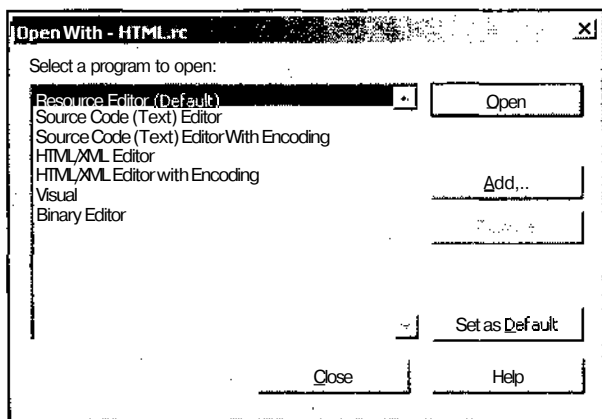 Open With - HTML.rc
Select a program to open:
Resource Editor (Default)
Source Code (Text) Editor
Source Code (Text) Editor With Encoding
HTML/XML Editor
HTML/XML Editor with Encoding
Visual
Binary Editor
Open
Add,..
Set as Default
Close
Help